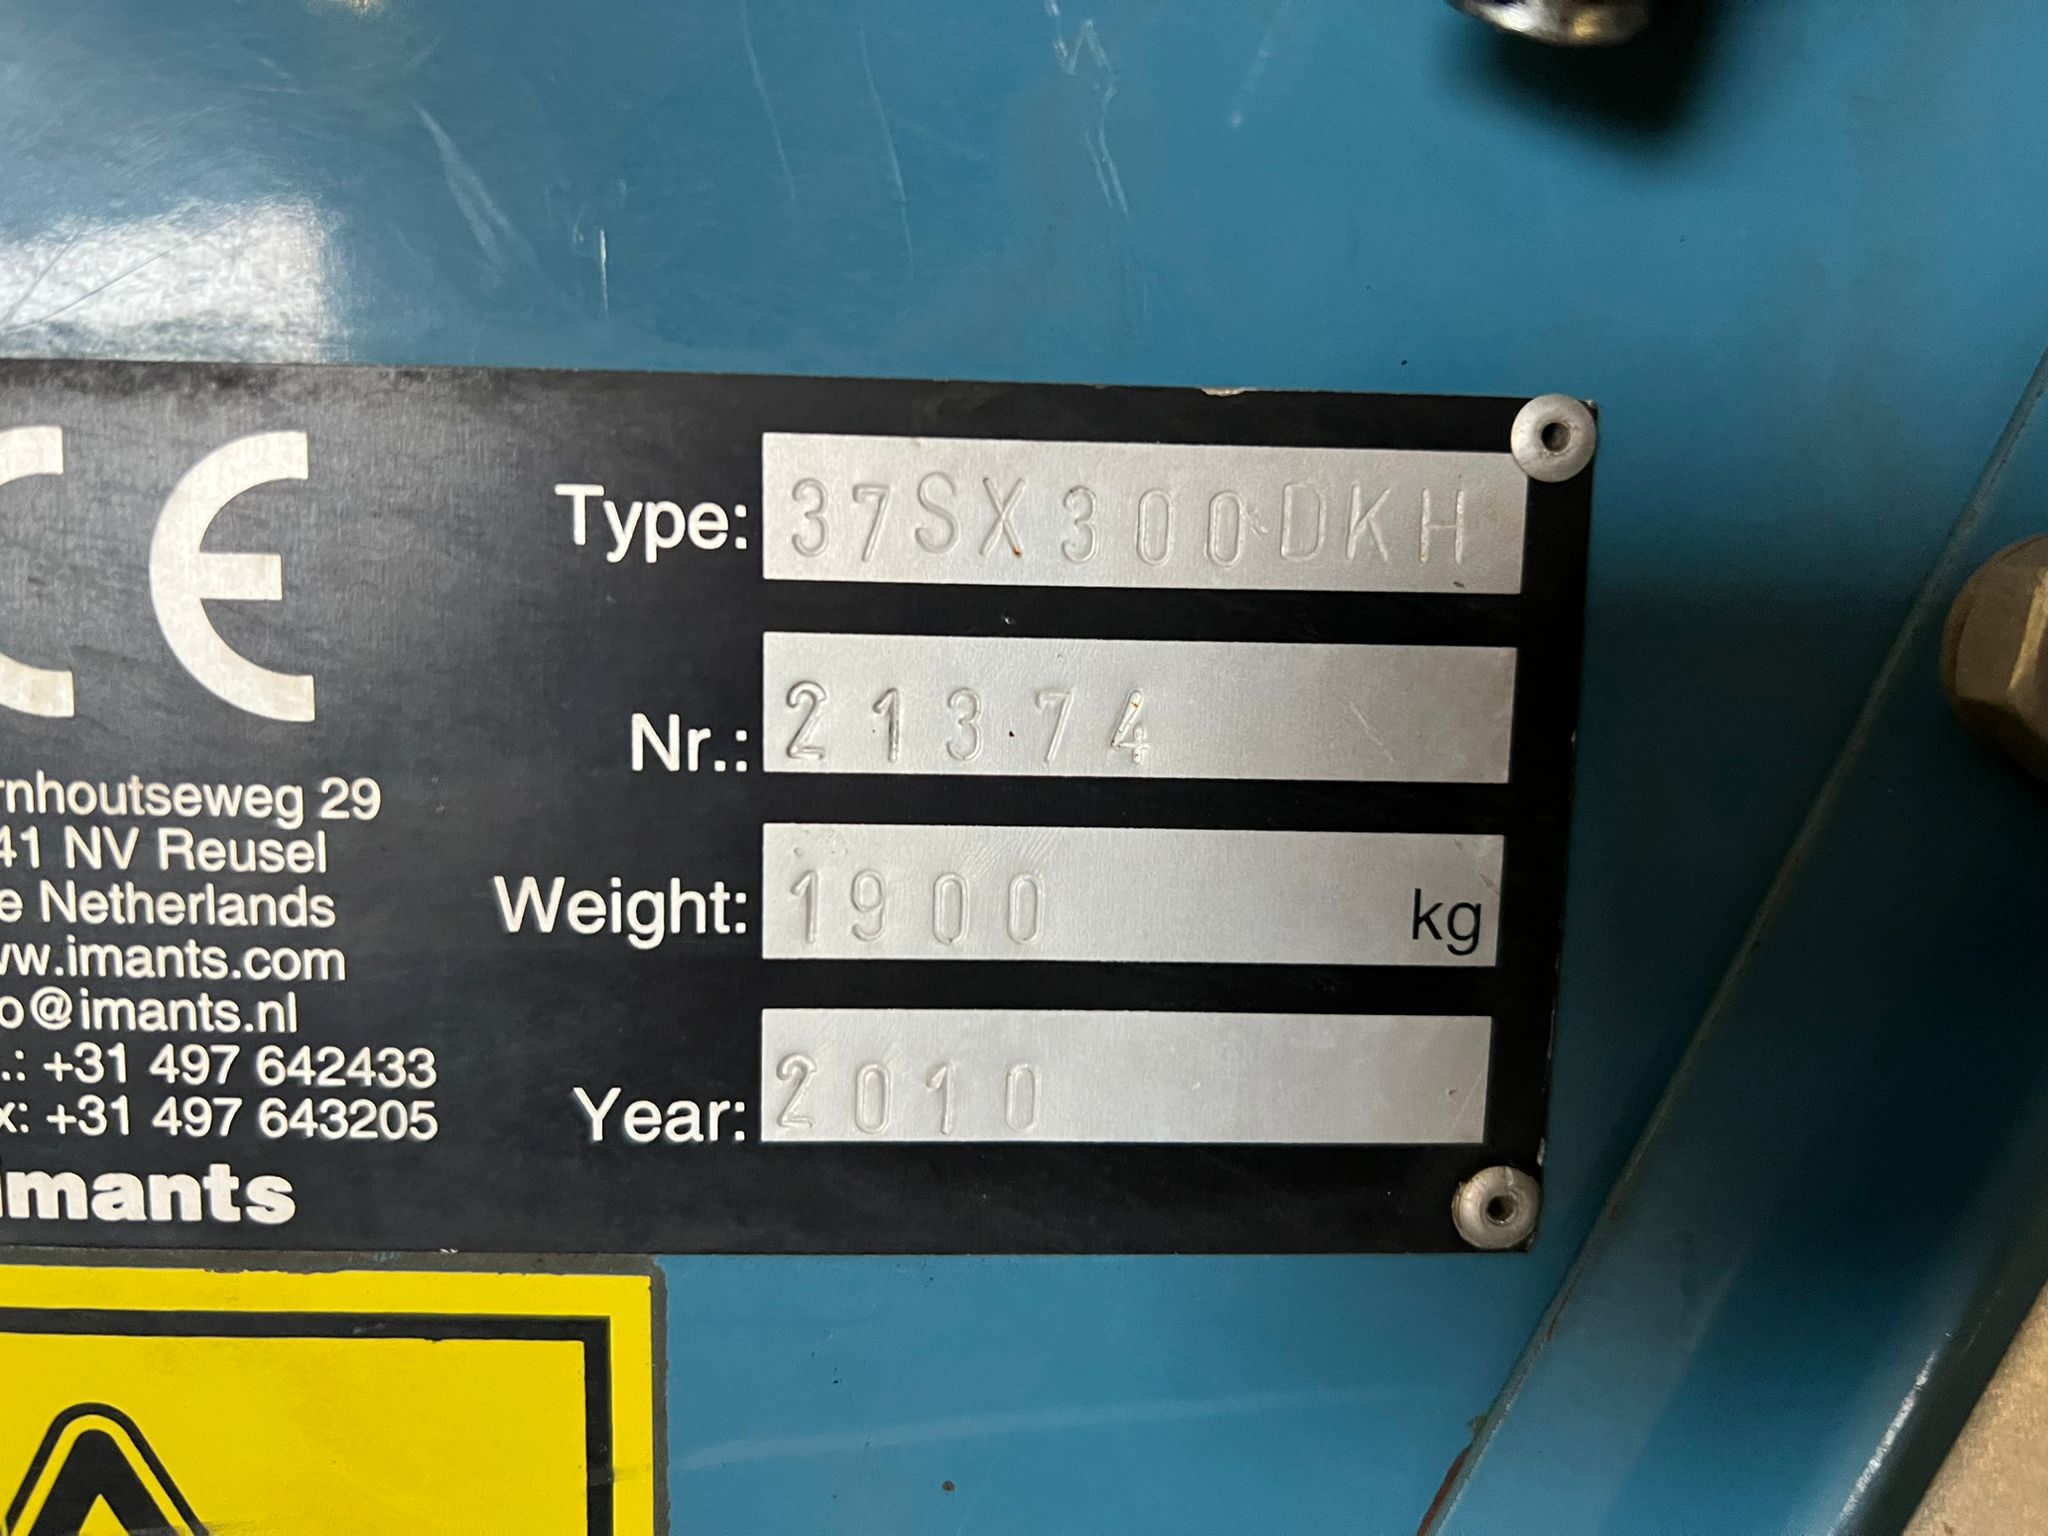 CE
Type: 37SX300DKH
Nr.: 21374
Weight: 1900 kg
Year: 2010
rnhoutseweg 29
41 NV Reusel
e Netherlands
ww.imants.com
o@imants.nl
.: +31 497 642433
x: +31 497 643205
imants